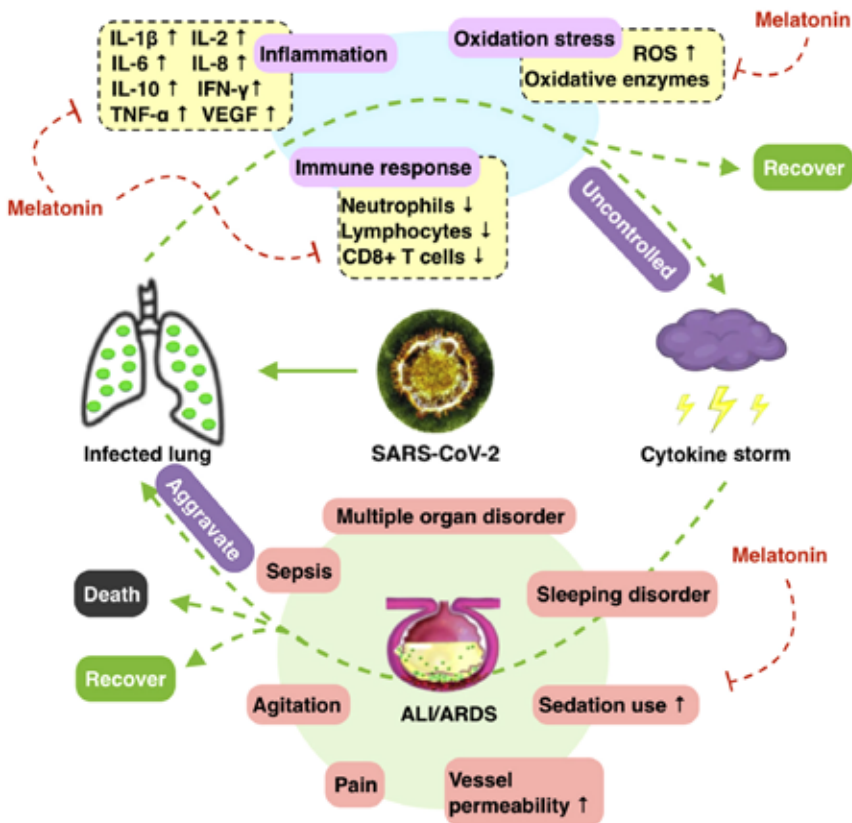 IL-1β ↑ IL-2 ↑
IL-6 ↑ IL-8 ↑
IL-10 ↑ IFN-γ↑
TNF-α ↑ VEGF ↑
Inflammation
Oxidation stress
ROS ↑
Oxidative enzymes
Melatonin
Immune response
Neutrophils ↓
Lymphocytes ↓
CD8+ T cells ↓
Melatonin
Recover
Uncontrolled
Infected lung
SARS-CoV-2
Cytokine storm
Aggravate
Multiple organ disorder
Sepsis
Death
Recover
Melatonin
Sleeping disorder
Agitation
ALI/ARDS
Sedation use ↑
Pain
Vessel
permeability ↑